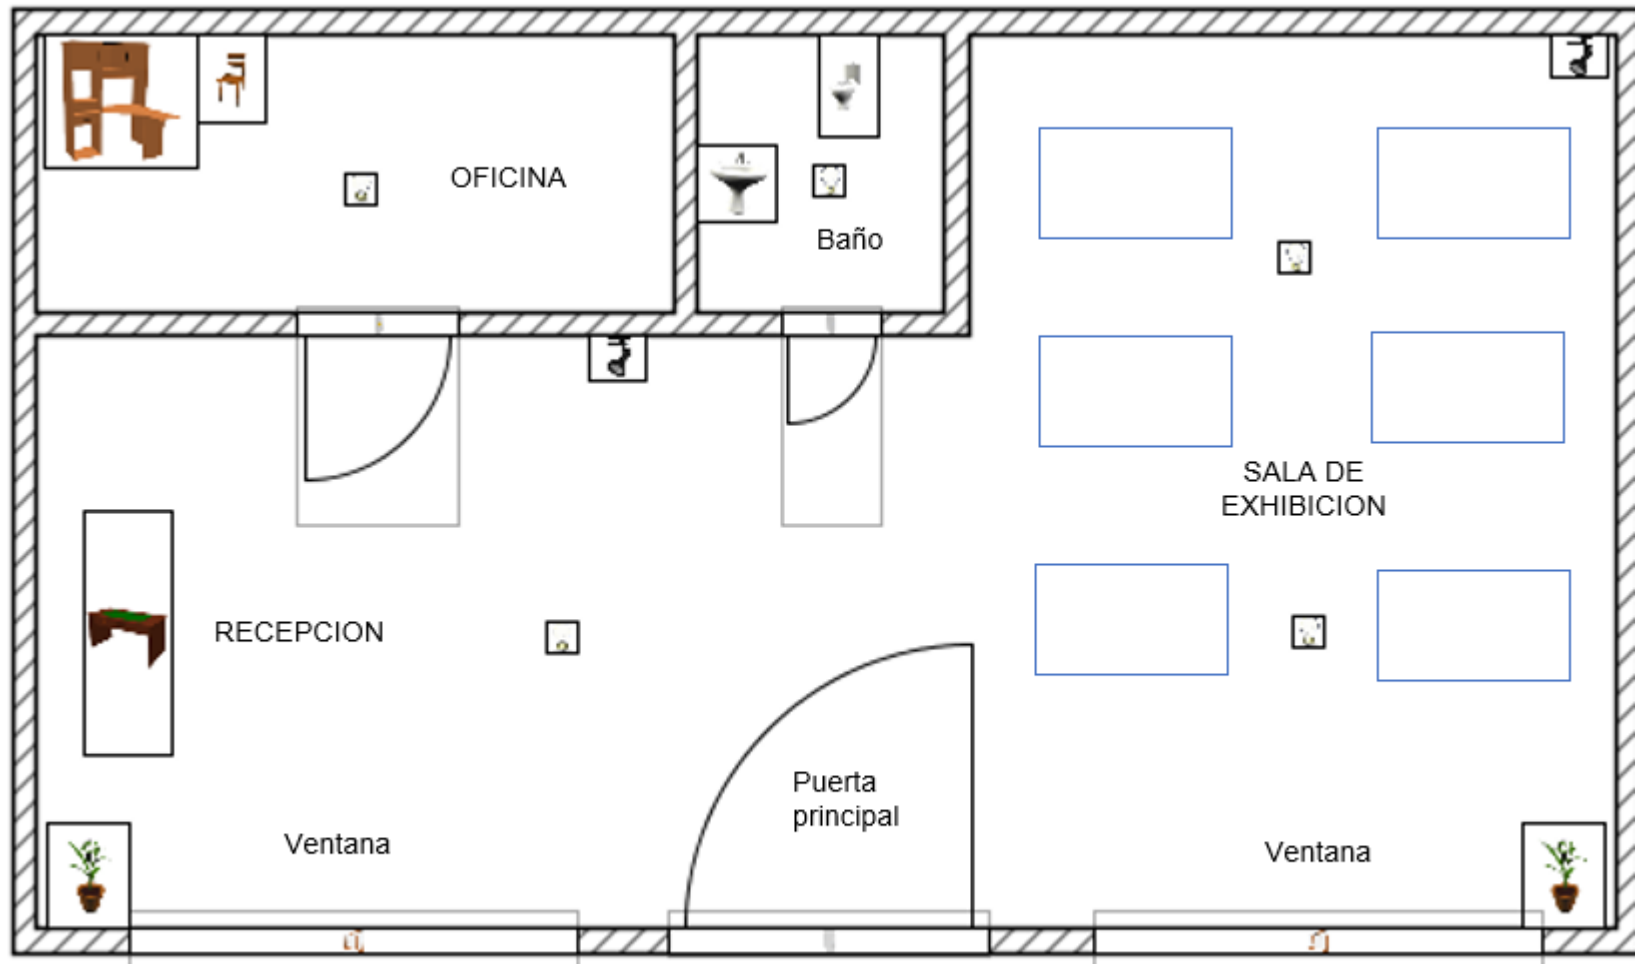 OFICINA
Baño
SALA DE
EXHIBICION
RECEPCION
Puerta
principal
Ventana
Ventana